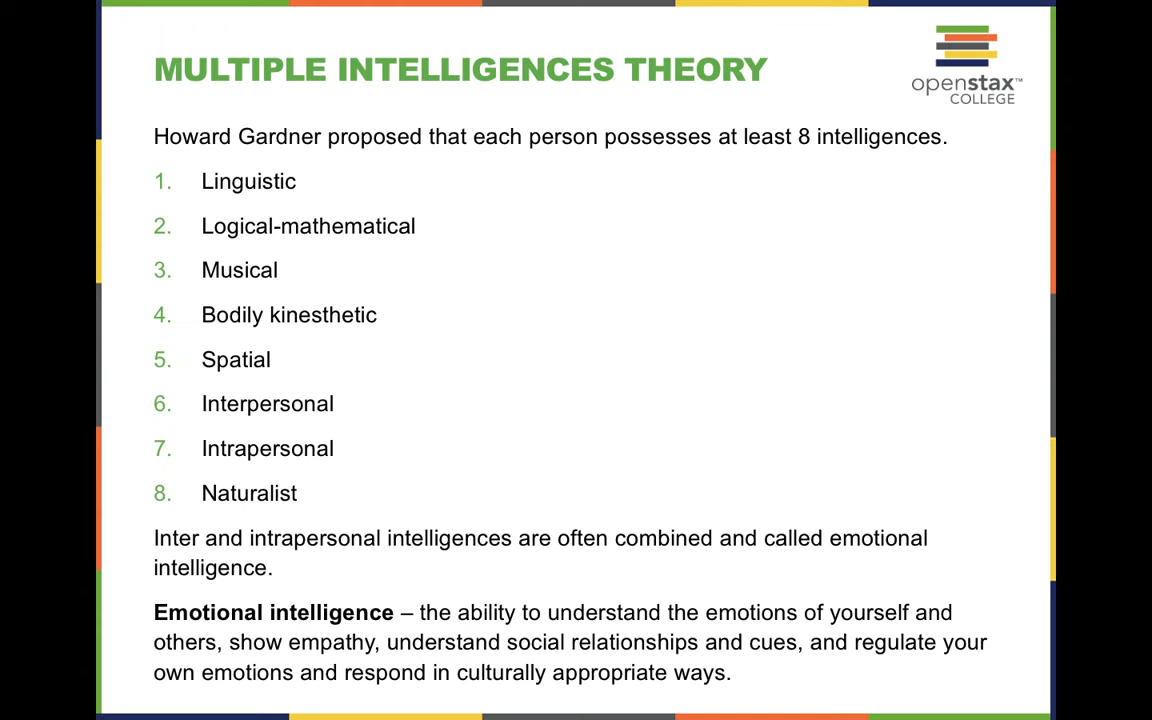 MULTIPLE INTELLIGENCES THEORY
openstax™
COLLEGE
Howard Gardner proposed that each person possesses at least 8 intelligences.
1. Linguistic
2. Logical-mathematical
3. Musical
4. Bodily kinesthetic
5. Spatial
6. Interpersonal
7. Intrapersonal
8. Naturalist
Inter and intrapersonal intelligences are often combined and called emotional
intelligence.
Emotional intelligence – the ability to understand the emotions of yourself and
others, show empathy, understand social relationships and cues, and regulate your
own emotions and respond in culturally appropriate ways.